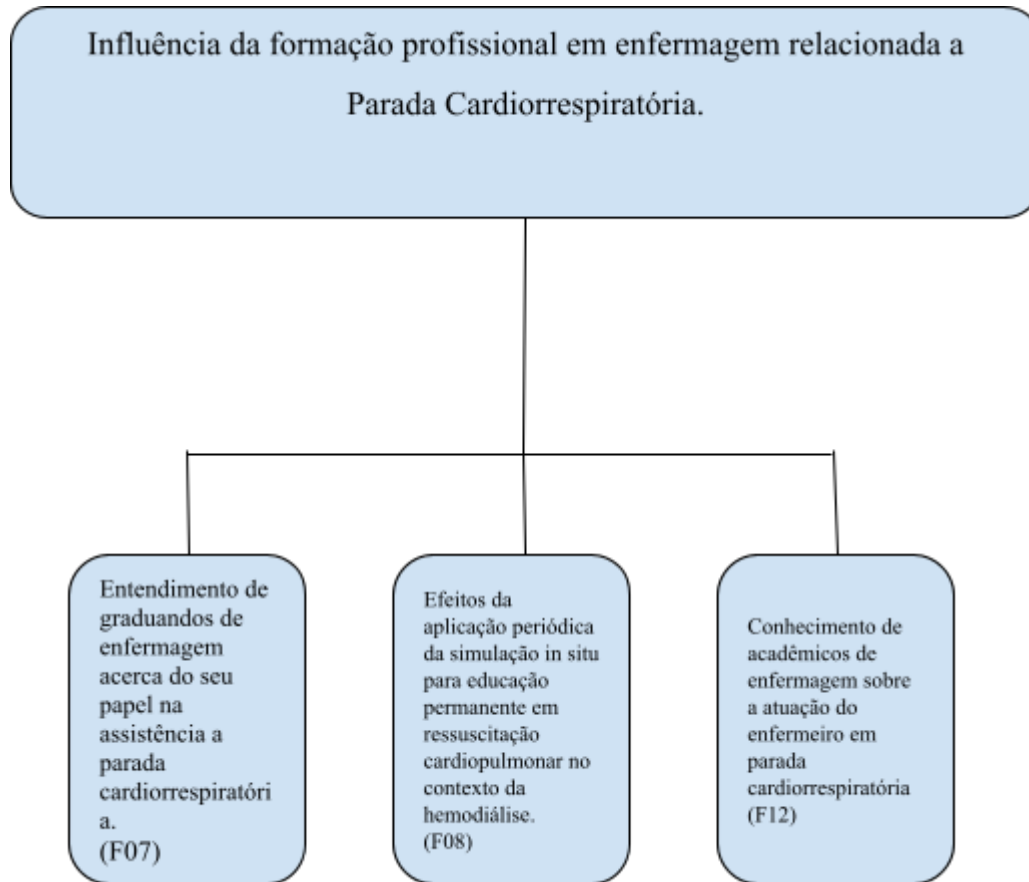 Influência da formação profissional em enfermagem relacionada a
Parada Cardiorrespiratória.
Entendimento de
graduandos de
enfermagem
acerca do seu
papel na
assistência a
parada
cardiorrespiratóri
a.
(F07)
Efeitos da
aplicação periódica
da simulação in situ
para educação
permanente em
ressuscitação
cardiopulmonar no
contexto da
hemodiálise.
(F08)
Conhecimento de
acadêmicos de
enfermagem sobre
a atuação do
enfermeiro em
parada
cardiorrespiratória
(F12)